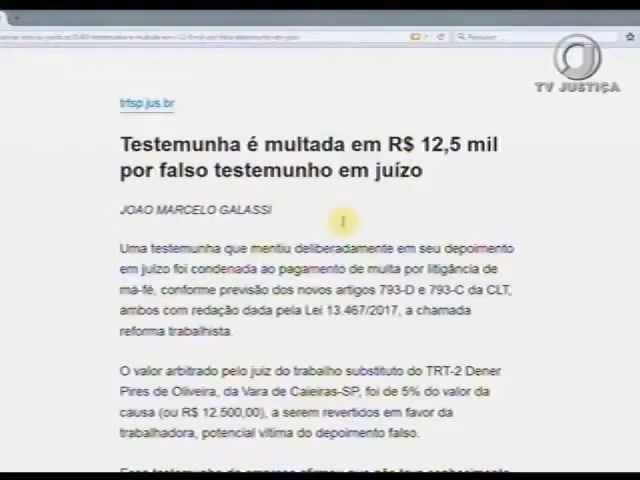 TV JUSTIÇA
trtsp.jus.br
Testemunha é multada em R$ 12,5 mil
por falso testemunho em juízo
JOAO MARCELO GALASSI
Uma testemunha que mentiu deliberadamente em seu depoimento
em juízo foi condenada ao pagamento de multa por litigância de
má-fé, conforme previsão dos novos artigos 793-D e 793-C da CLT,
ambos com redação dada pela Lei 13.467/2017, a chamada
reforma trabalhista.
O valor arbitrado pelo juiz do trabalho substituto do TRT-2 Dener
Pires de Oliveira, da Vara de Caieiras-SP, foi de 5% do valor da
causa (ou R$ 12.500,00), a serem revertidos em favor da
trabalhadora, potencial vítima do depoimento falso.